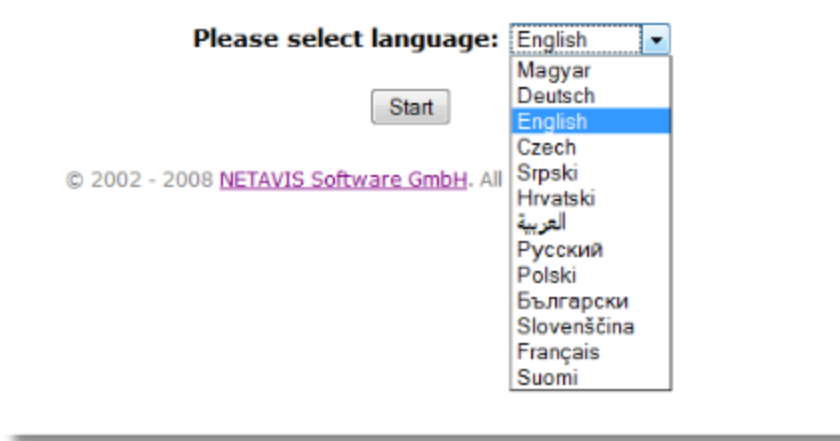 Please select language: English
Magyar
Deutsch
English
Czech
Srpski
Hrvatski
العربية
Русский
Polski
Български
Slovenščina
Français
Suomi
Start
© 2002 - 2008 NETAVIS Software GmbH. All